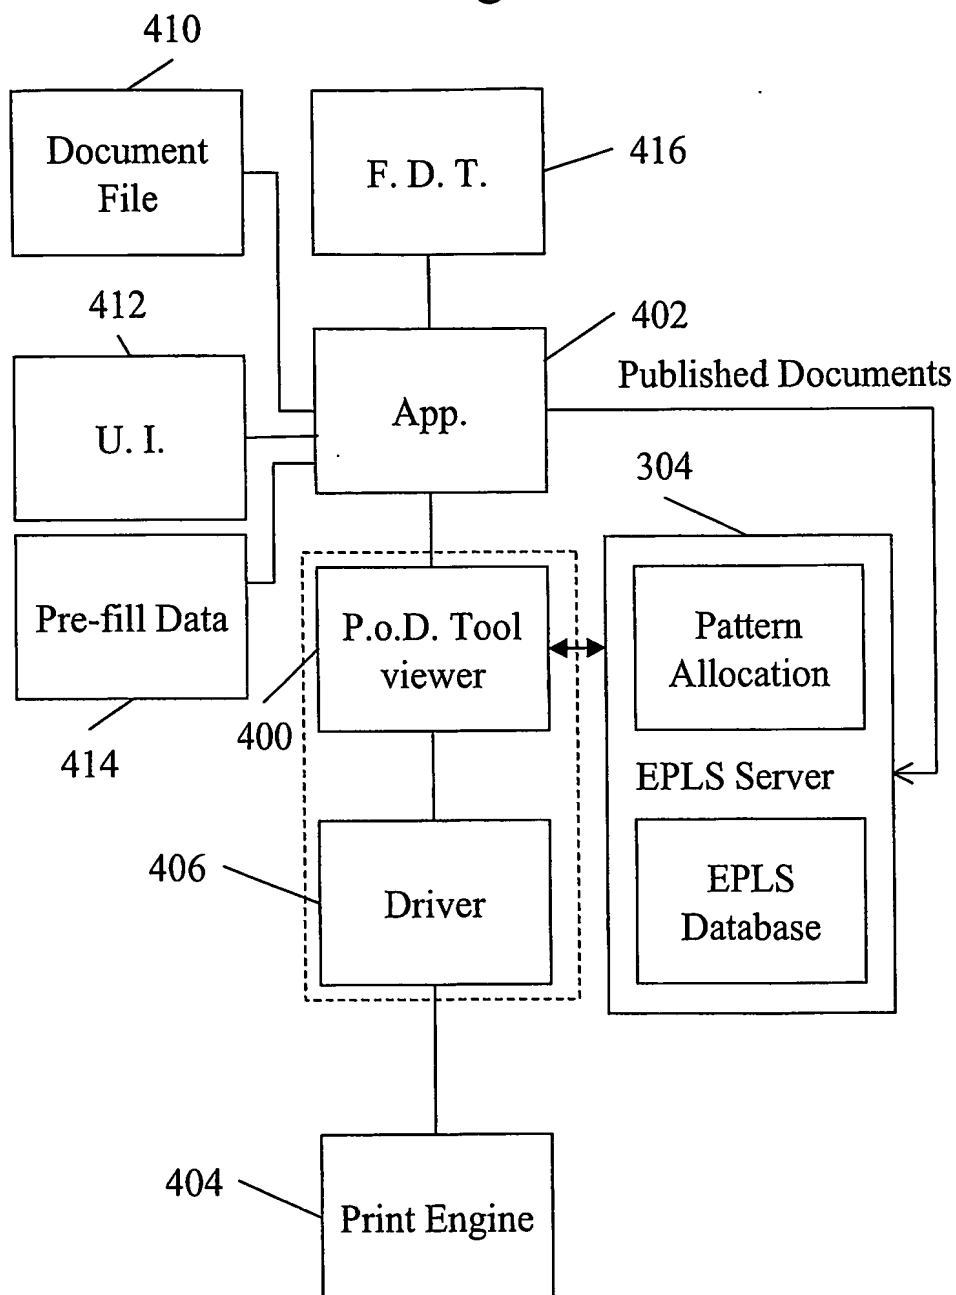 410
Document
File
F. D. T.
416
412
U. I.
App.
402
Published Documents
304
Pre-fill Data
414
P.o.D. Tool
viewer
400
Pattern
Allocation
EPLS Server
EPLS
Database
406
Driver
404
Print Engine